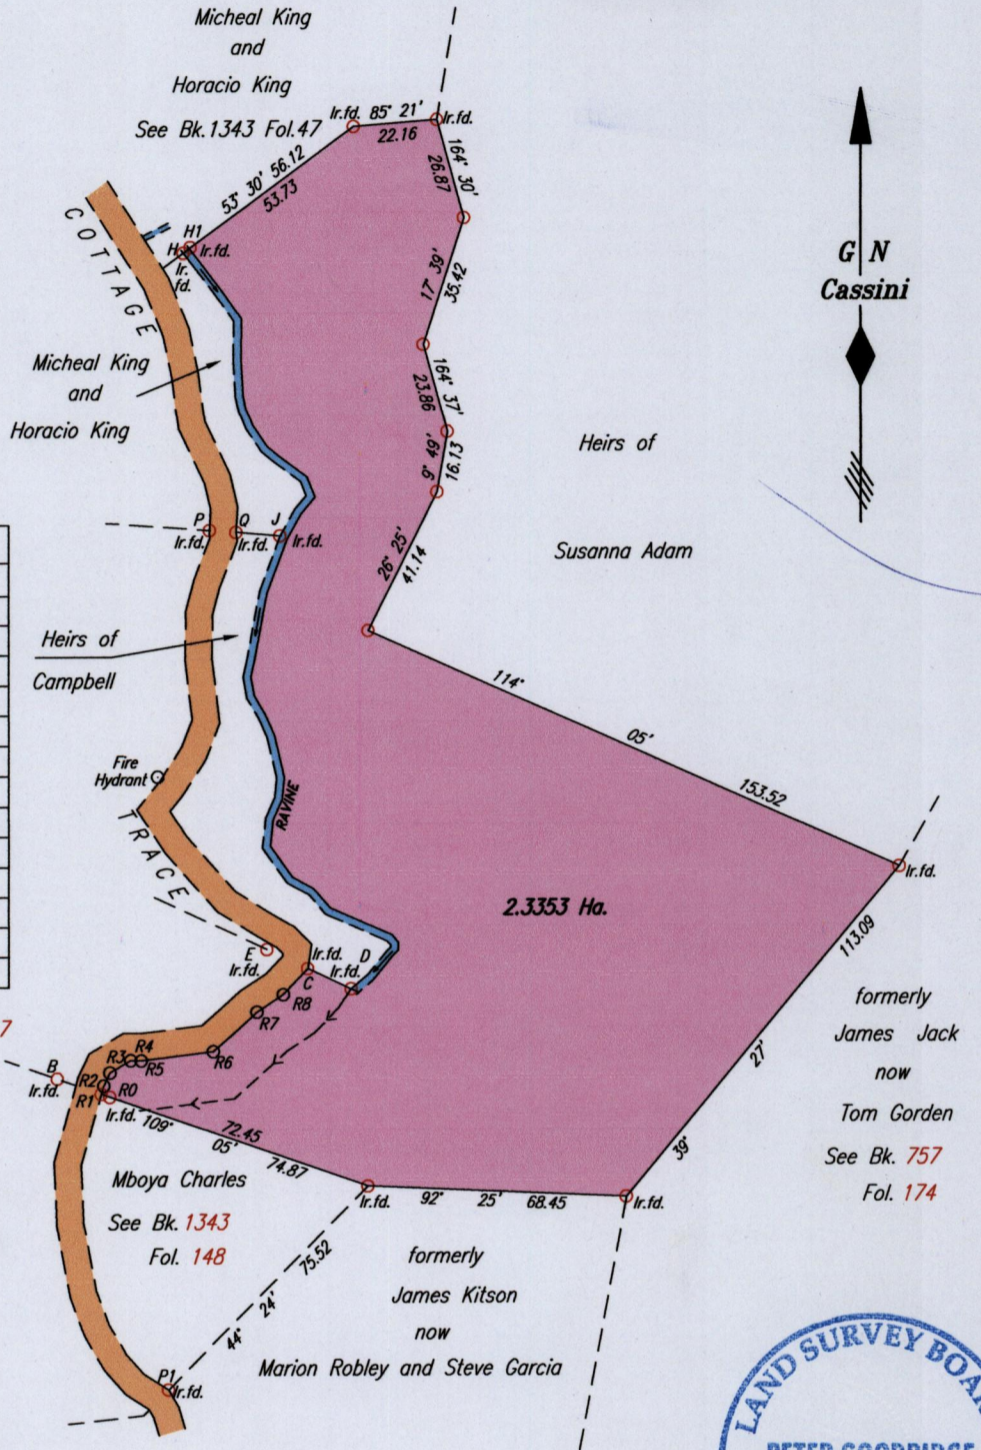 Micheal King
and
Horacio King
See Bk.1343 Fol.47
Ir.fd. 85° 21' Ir.fd.
22.16
53° 30' 56.12
53.73
164° 30'
26.87
H H1
Ir.fd.
Ir.
fd.
COTTAGE
17° 39'
35.42
G N
Cassini
Micheal King
and
Horacio King
164° 37'
23.86
9° 49'
16.13
Heirs of
Susanna Adam
P Q J
Ir.fd. Ir.fd. Ir.fd.
26° 25'
41.14
Heirs of
Campbell
114° 05' 153.52
Fire
Hydrant
RAVINE
TRACE
Ir.fd.
2.3353 Ha.
113.09
27'
39°
E
Ir.fd.
Ir.fd.
C
D
Ir.fd.
R8
R7
R6
R4
R3
R5
R2
R0
R1
Ir.fd.
7
B
Ir.fd.
109° 72.45
05' 74.87
formerly
James Jack
now
Tom Gorden
See Bk. 757
Fol. 174
Mboya Charles
See Bk. 1343
Fol. 148
Ir.fd. 92° 25' 68.45 Ir.fd.
44° 24' 75.52
formerly
James Kitson
now
Marion Robley and Steve Garcia
P1
Ir.fd.
LAND SURVEY BOA
PETER GOODRIDGE